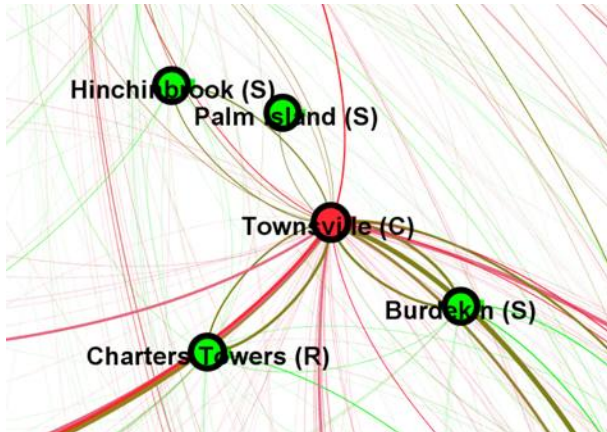 Hinchinbrook (S)
Palm Island (S)
Townsville (C)
Burdekin (S)
Charters Towers (R)